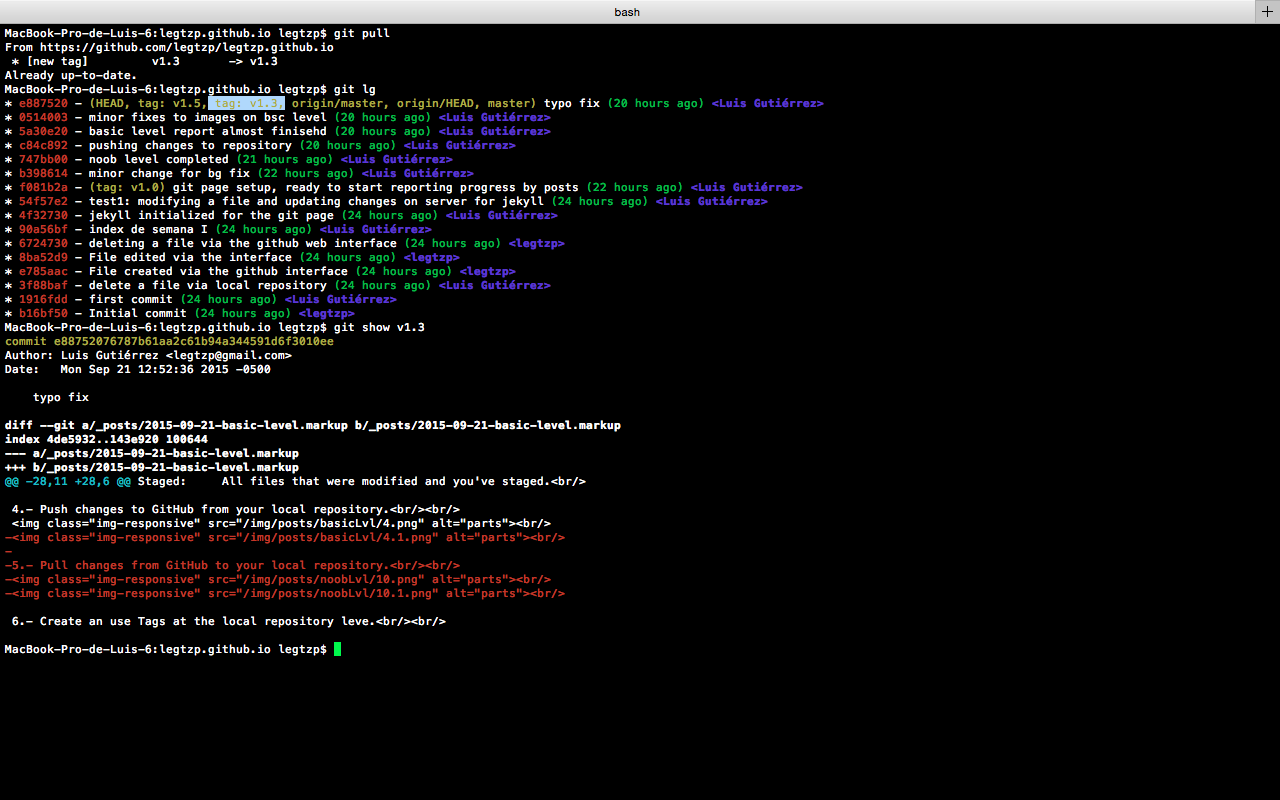 bash
MacBook-Pro-de-Luis-6:legtzp.github.io legtzp$ git pull
From https://github.com/legtzp/legtzp.github.io
 * [new tag]         v1.3       -> v1.3
Already up-to-date.
MacBook-Pro-de-Luis-6:legtzp.github.io legtzp$ git lg
* e887520 - (HEAD, tag: v1.5, tag: v1.3, origin/master, origin/HEAD, master) typo fix (20 hours ago) <Luis Gutiérrez>
* 0514003 - minor fixes to images on bsc level (20 hours ago) <Luis Gutiérrez>
* 5a30e20 - basic level report almost finisehd (20 hours ago) <Luis Gutiérrez>
* c84c892 - pushing changes to repository (20 hours ago) <Luis Gutiérrez>
* 747bb00 - noob level completed (21 hours ago) <Luis Gutiérrez>
* b398614 - minor change for bg fix (22 hours ago) <Luis Gutiérrez>
* f081b2a - (tag: v1.0) git page setup, ready to start reporting progress by posts (22 hours ago) <Luis Gutiérrez>
* 54f57e2 - test1: modifying a file and updating changes on server for jekyll (24 hours ago) <Luis Gutiérrez>
* 4f32730 - jekyll initialized for the git page (24 hours ago) <Luis Gutiérrez>
* 90a56bf - index de semana I (24 hours ago) <Luis Gutiérrez>
* 6724730 - deleting a file via the github web interface (24 hours ago) <legtzp>
* 8ba52d9 - File edited via the interface (24 hours ago) <legtzp>
* e785aac - File created via the github interface (24 hours ago) <legtzp>
* 3f88baf - delete a file via local repository (24 hours ago) <Luis Gutiérrez>
* 1916fdd - first commit (24 hours ago) <Luis Gutiérrez>
* b16bf50 - Initial commit (24 hours ago) <legtzp>
MacBook-Pro-de-Luis-6:legtzp.github.io legtzp$ git show v1.3
commit e88752076787b61aa2c61b94a344591d6f3010ee
Author: Luis Gutiérrez <legtzp@gmail.com>
Date:   Mon Sep 21 12:52:36 2015 -0500
    typo fix
diff --git a/_posts/2015-09-21-basic-level.markup b/_posts/2015-09-21-basic-level.markup
index 4de5932..143e920 100644
--- a/_posts/2015-09-21-basic-level.markup
+++ b/_posts/2015-09-21-basic-level.markup
@@ -28,11 +28,6 @@ Staged:     All files that were modified and you've staged.<br/>
 4.- Push changes to GitHub from your local repository.<br/><br/>
 <img class="img-responsive" src="/img/posts/basicLvl/4.png" alt="parts"><br/>
-<img class="img-responsive" src="/img/posts/basicLvl/4.1.png" alt="parts"><br/>
-
-5.- Pull changes from GitHub to your local repository.<br/><br/>
-<img class="img-responsive" src="/img/posts/noobLvl/10.png" alt="parts"><br/>
-<img class="img-responsive" src="/img/posts/noobLvl/10.1.png" alt="parts"><br/>
 6.- Create an use Tags at the local repository leve.<br/><br/>
MacBook-Pro-de-Luis-6:legtzp.github.io legtzp$